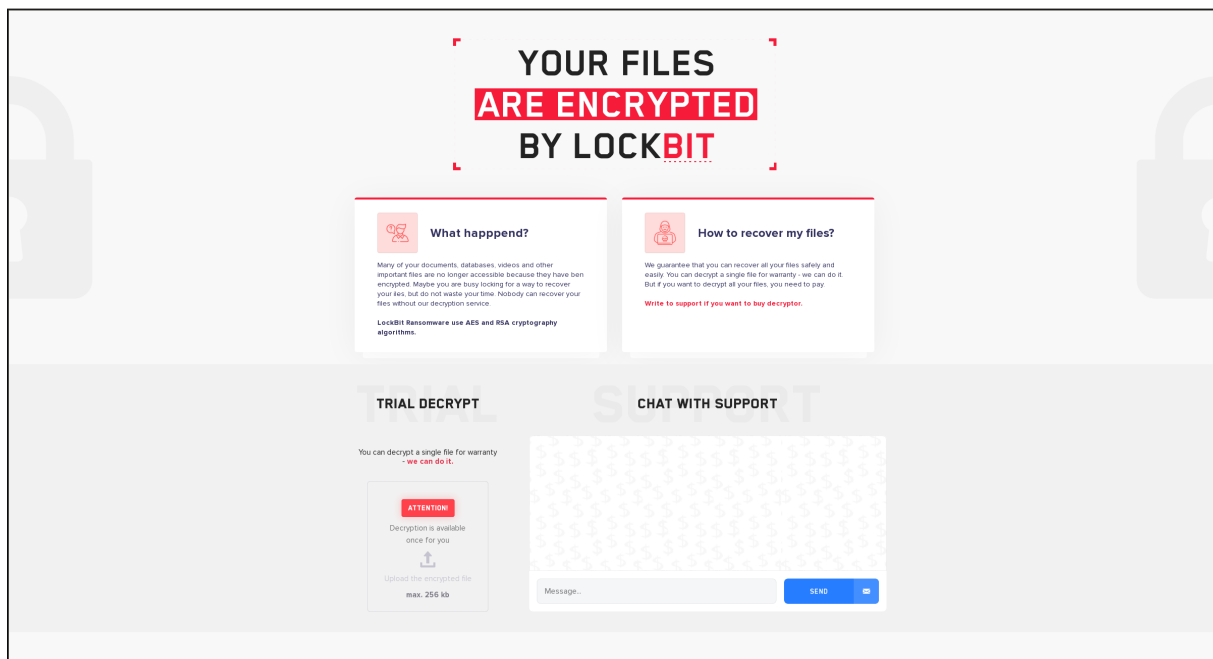 YOUR FILES
ARE ENCRYPTED
BY LOCKBIT
What happpend?
Many of your documents, databases, videos and other
important files are no longer accessible because they have ben
encrypted. Maybe you are busy looking for a way to recover
your iles, but do not waste your time. Nobody can recover your
files without our decryption service.
LockBit Ransomware use AES and RSA cryptography
algorithms.
How to recover my files?
We guarantee that you can recover all your files safely and
easily. You can decrypt a single file for warranty - we can do it.
But if you want to decrypt all your files, you need to pay.
Write to support if you want to buy decryptor.
TRIAL
TRIAL DECRYPT
You can decrypt a single file for warranty
- we can do it.
ATTENTION!
Decryption is available
once for you
Upload the encrypted file
max. 256 kb
SUPPORT
CHAT WITH SUPPORT
Message..
SEND